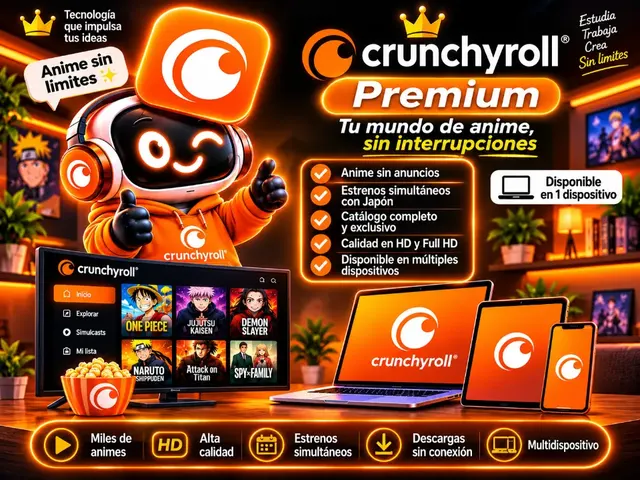 Tecnología
que impulsa
tus ideas
Anime sin
límites
crunchyroll®
Premium
Tu mundo de anime,
sin interrupciones
Estudia
Trabaja
Crea
Sin límites
Anime sin anuncios
Estrenos simultáneos
con Japón
Catálogo completo
y exclusivo
Calidad en HD y Full HD
Disponible en múltiples
dispositivos
Disponible
en 1 dispositivo
crunchyroll
crunchyroll®
Inicio
Explorar
Simulcasts
Mi lista
ONE PIECE
JUJUTSU
KAISEN
DEMON
SLAYER
NARUTO
SHIPPUDEN
Attack on
Titan
SPY×FAMILY
crunchyroll®
Miles de
animes
HD
Alta
calidad
Estrenos
simultáneos
Descargas
sin conexión
Multidispositivo